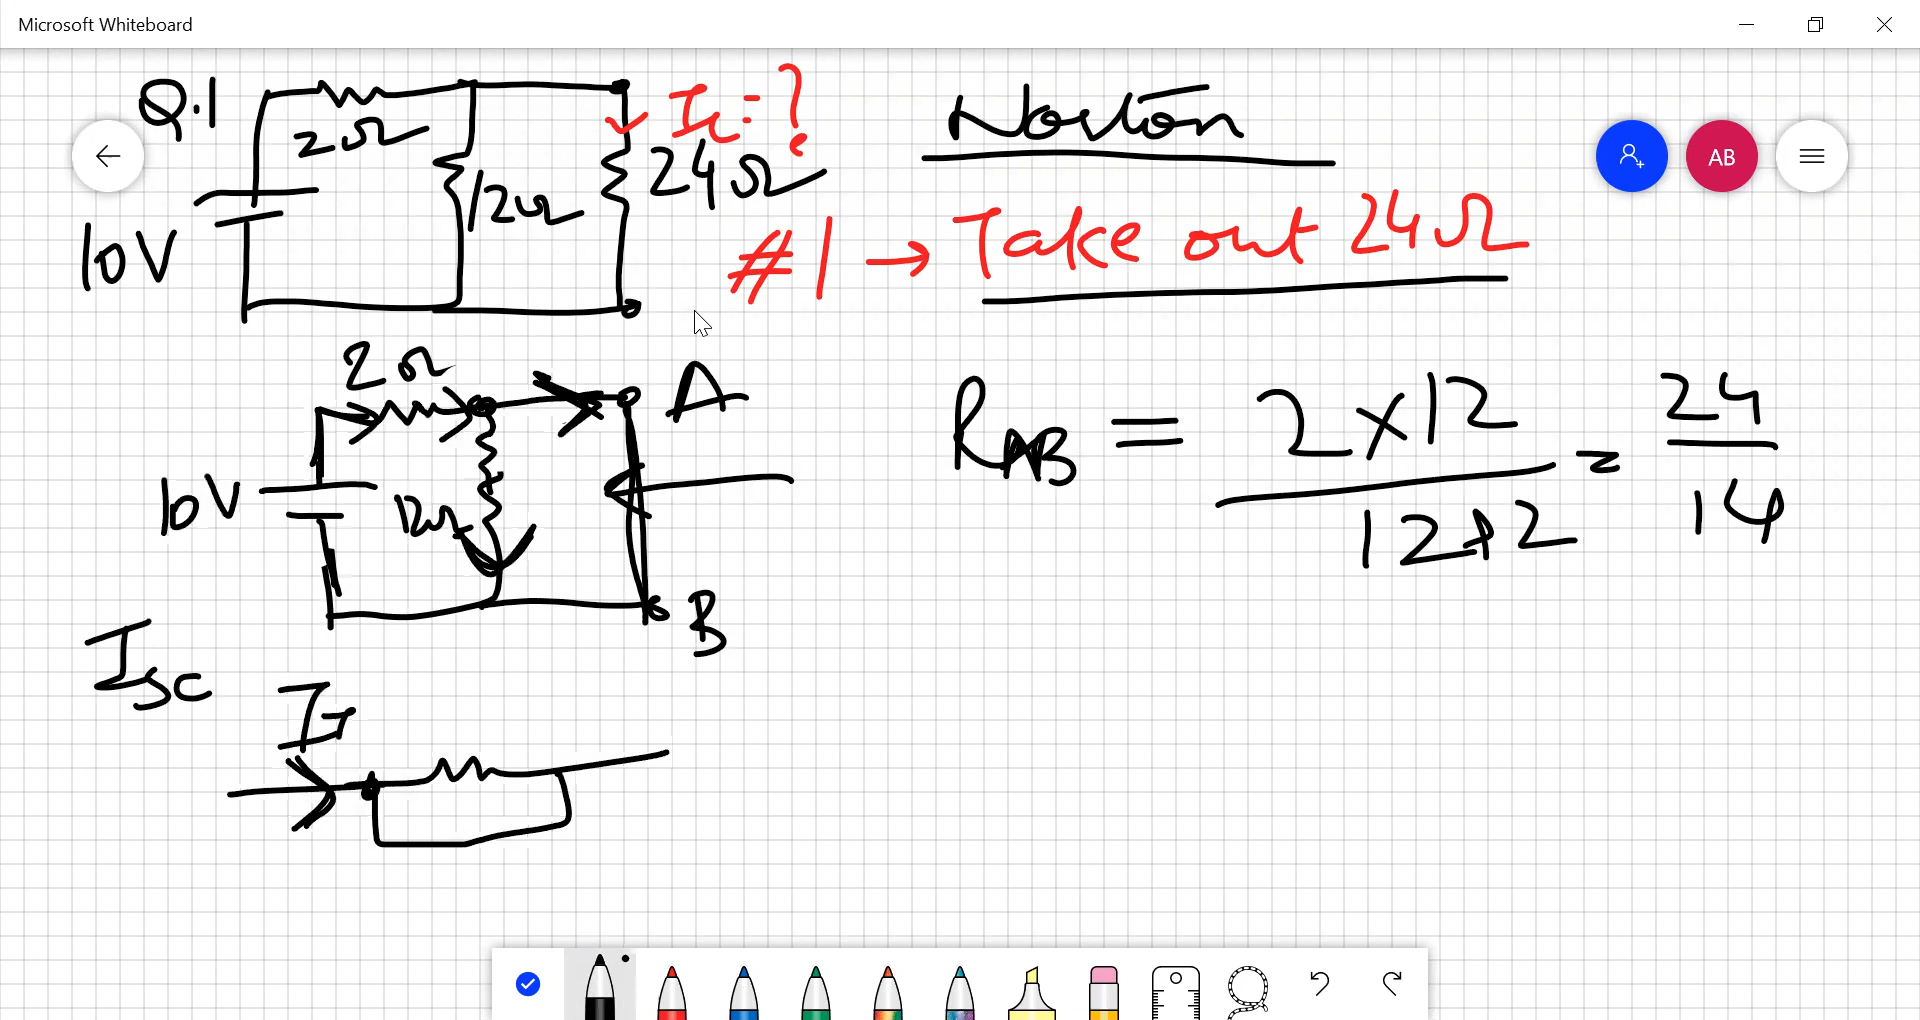 Microsoft Whiteboard
Q.1
2Ω
10V
12Ω
24Ω
IL = ?
Norton
#1 → Take out 24Ω
AB
2Ω
10V
12Ω
A
B
RAB = 2×12 / 12+2 = 24 / 14
Isc
IT